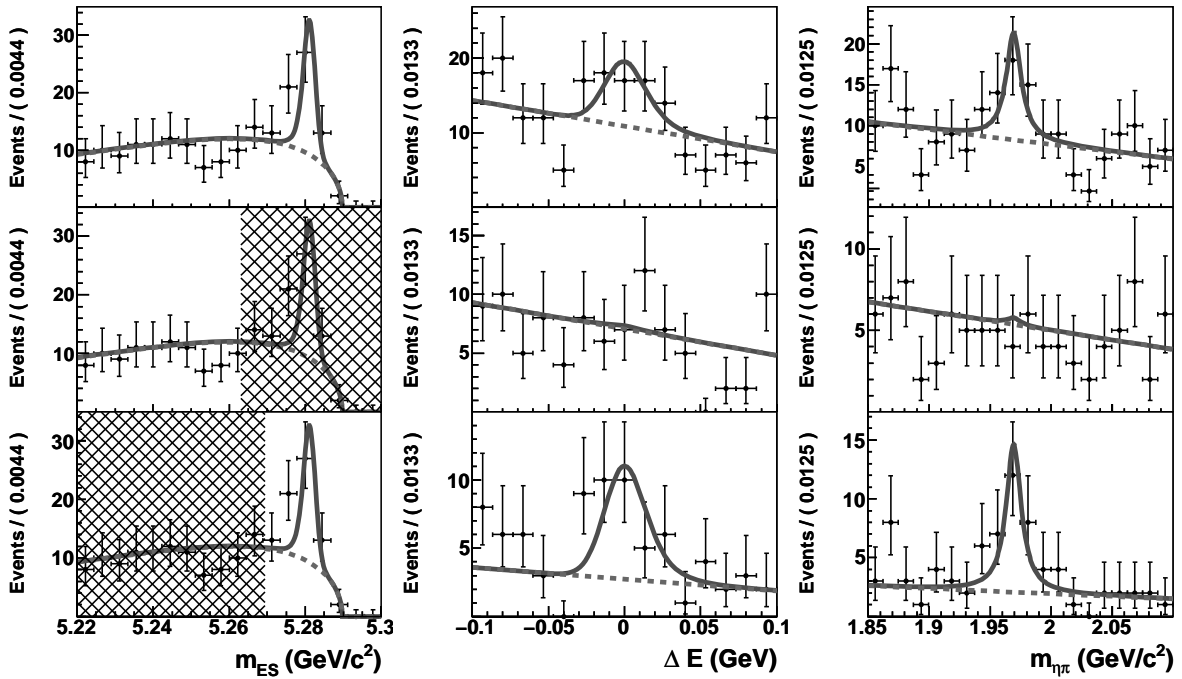 Events / ( 0.0044 )
30
20
10
Events / ( 0.0133 )
20
10
Events / ( 0.0125 )
25
20
15
10
5
Events / ( 0.0044 )
30
20
10
Events / ( 0.0133 )
15
10
5
Events / ( 0.0125 )
10
5
Events / ( 0.0044 )
30
20
10
Events / ( 0.0133 )
10
5
Events / ( 0.0125 )
15
10
5
5.22 5.24 5.26 5.28 5.3
−0.1 −0.05 0 0.05 0.1
1.85 1.9 1.95 2 2.05
m_ES (GeV/c²)
Δ E (GeV)
m_ηπ (GeV/c²)